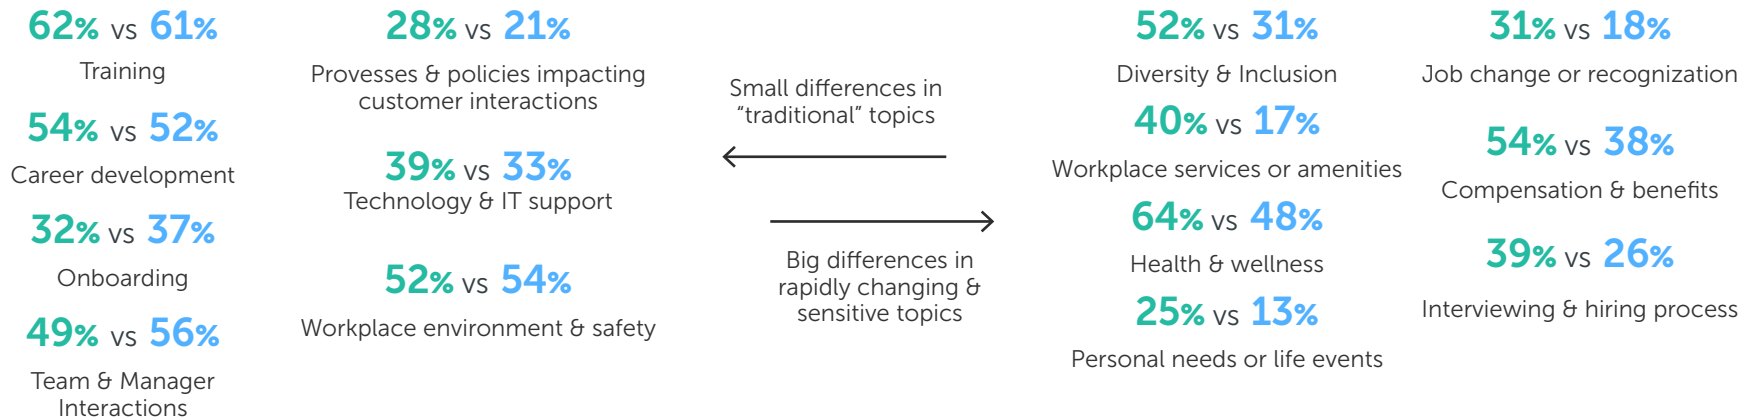 62% vs 61%
Training
54% vs 52%
Career development
32% vs 37%
Onboarding
49% vs 56%
Team & Manager
Interactions
28% vs 21%
Provesses & policies impacting
customer interactions
39% vs 33%
Technology & IT support
52% vs 54%
Workplace environment & safety
Small differences in
“traditional” topics
Big differences in
rapidly changing &
sensitive topics
52% vs 31%
Diversity & Inclusion
40% vs 17%
Workplace services or amenities
64% vs 48%
Health & wellness
25% vs 13%
Personal needs or life events
31% vs 18%
Job change or recognization
54% vs 38%
Compensation & benefits
39% vs 26%
Interviewing & hiring process